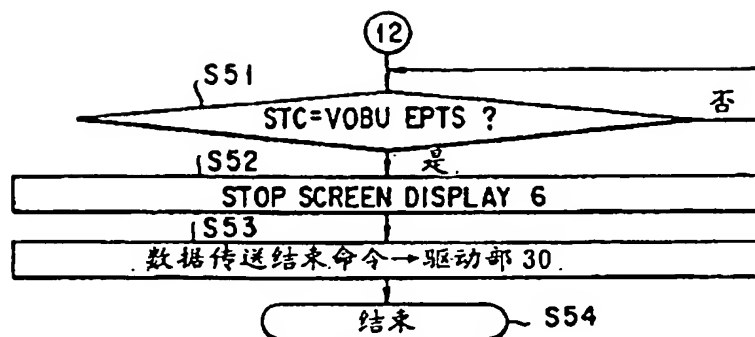 12
S51
STC=VOBU EPTS ?
否
是
S52
STOP SCREEN DISPLAY 6
S53
数据传送结束命令→驱动部 30
结束
S54